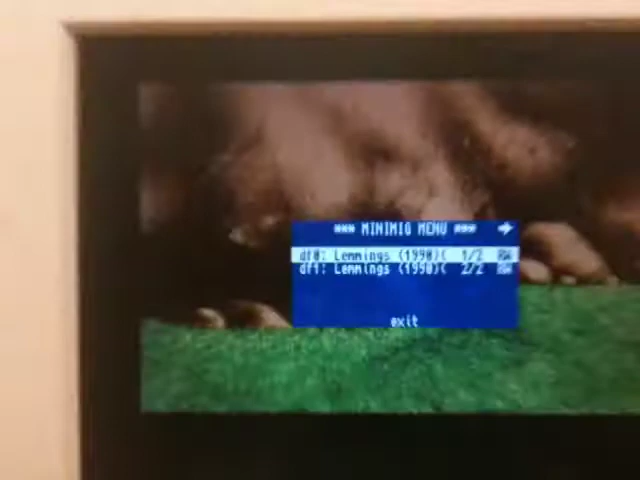 *** MINIMIG MENU ***
df0: Lemmings (1990)( 1/2 RW
df1: Lemmings (1990)( 2/2 RW
exit